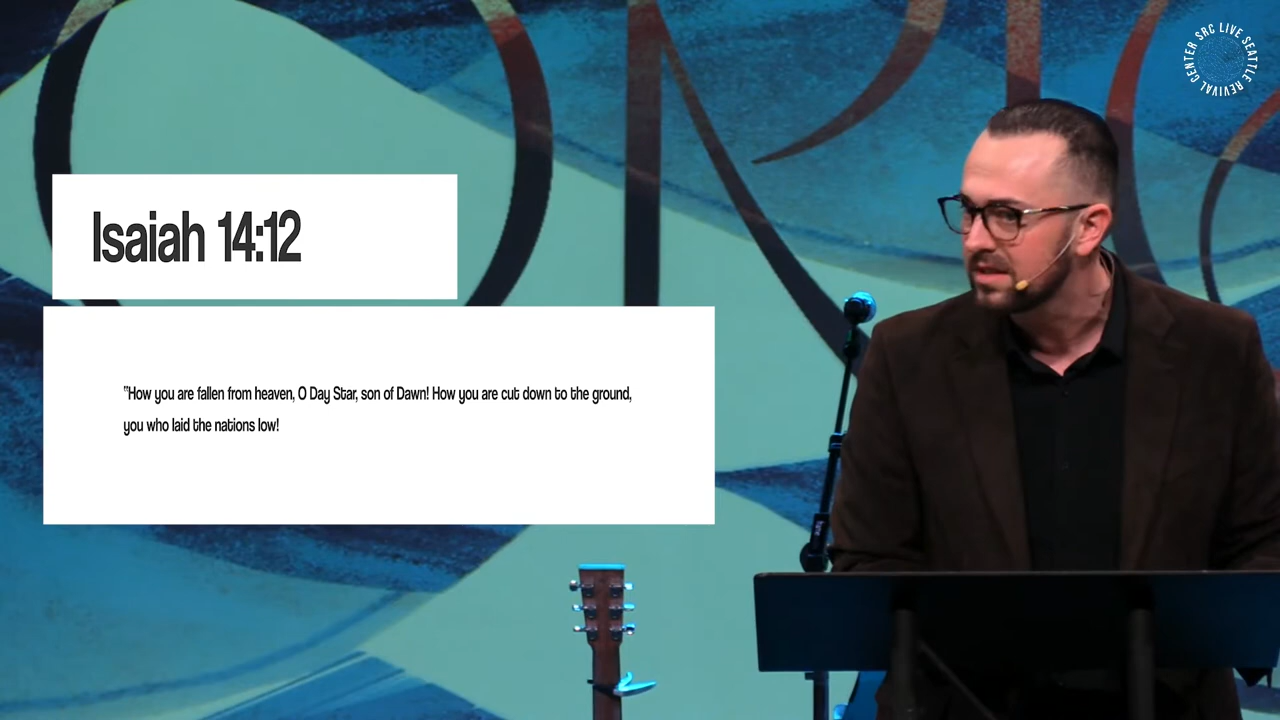 SRC LIVE SEATTLE REVIVAL CENTER
Isaiah 14:12
"How you are fallen from heaven, O Day Star, son of Dawn! How you are cut down to the ground,
you who laid the nations low!